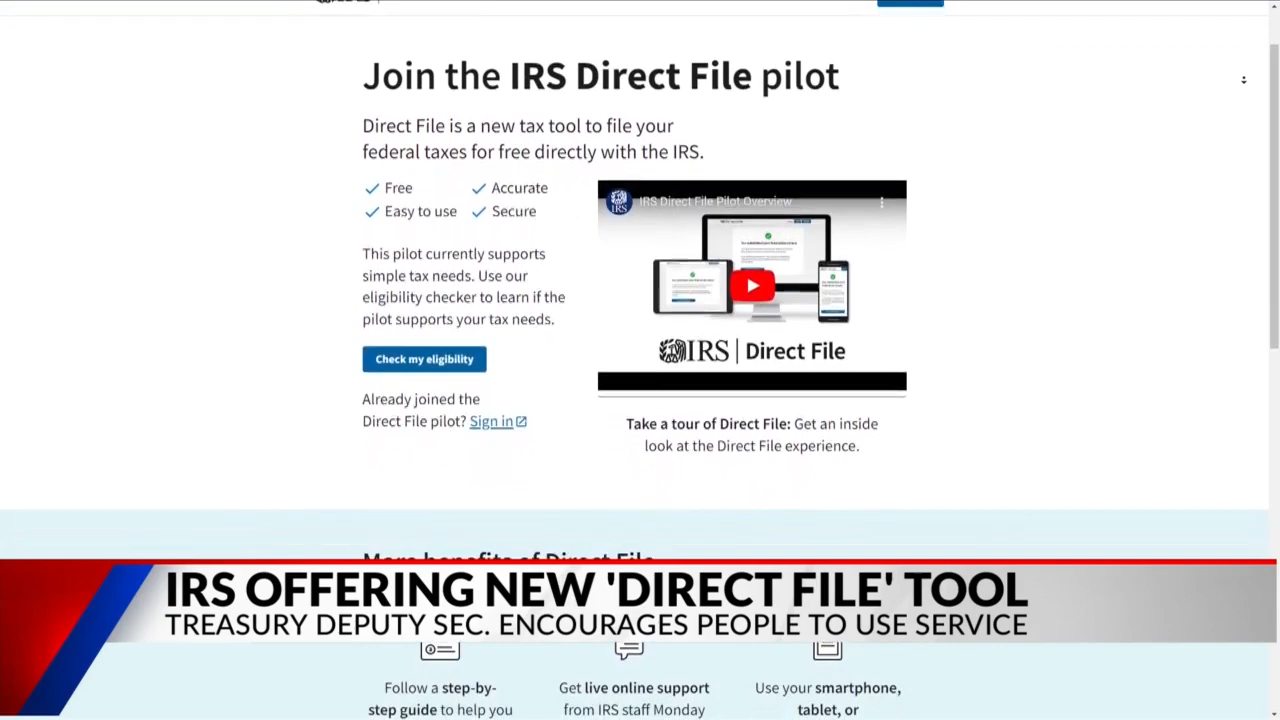 Join the IRS Direct File pilot
Direct File is a new tax tool to file your
federal taxes for free directly with the IRS.
Free
Accurate
Easy to use
Secure
This pilot currently supports
simple tax needs. Use our
eligibility checker to learn if the
pilot supports your tax needs.
Check my eligibility
Already joined the
Direct File pilot? Sign in
IRS
IRS Direct File Pilot Overview
IRS | Direct File
Take a tour of Direct File: Get an inside
look at the Direct File experience.
More benefits of Direct File
IRS OFFERING NEW 'DIRECT FILE' TOOL
TREASURY DEPUTY SEC. ENCOURAGES PEOPLE TO USE SERVICE
Follow a step-by-
step guide to help you
Get live online support
from IRS staff Monday
Use your smartphone,
tablet, or